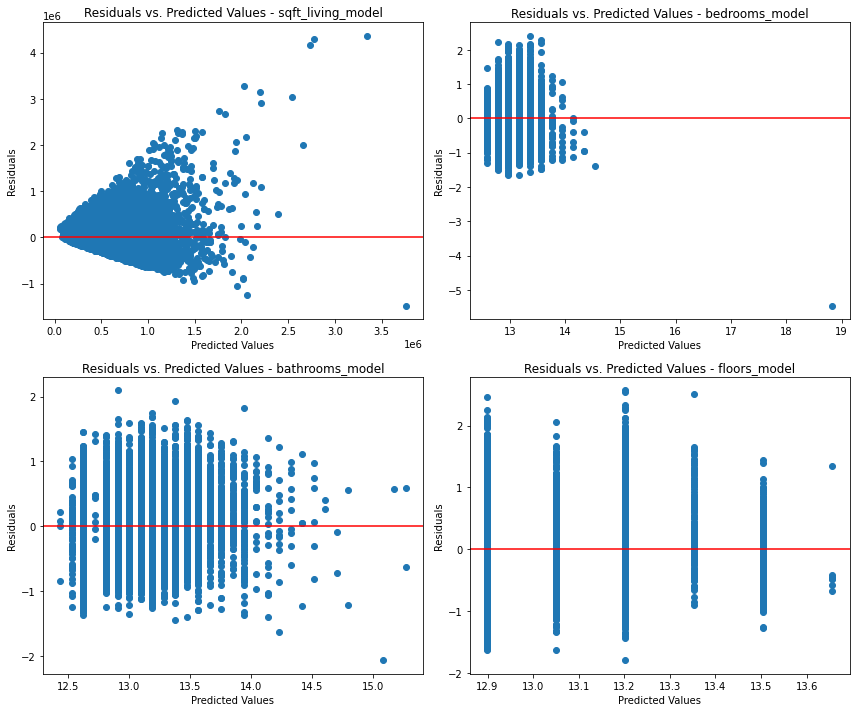 Residuals vs. Predicted Values - sqft_living_model
1e6
4
3
2
1
0
−1
Residuals
0.0 0.5 1.0 1.5 2.0 2.5 3.0 3.5
Predicted Values
1e6
Residuals vs. Predicted Values - bedrooms_model
2
1
0
−1
−2
−3
−4
−5
Residuals
13 14 15 16 17 18 19
Predicted Values
Residuals vs. Predicted Values - bathrooms_model
2
1
0
−1
−2
Residuals
12.5 13.0 13.5 14.0 14.5 15.0
Predicted Values
Residuals vs. Predicted Values - floors_model
2
1
0
−1
−2
Residuals
12.9 13.0 13.1 13.2 13.3 13.4 13.5 13.6
Predicted Values